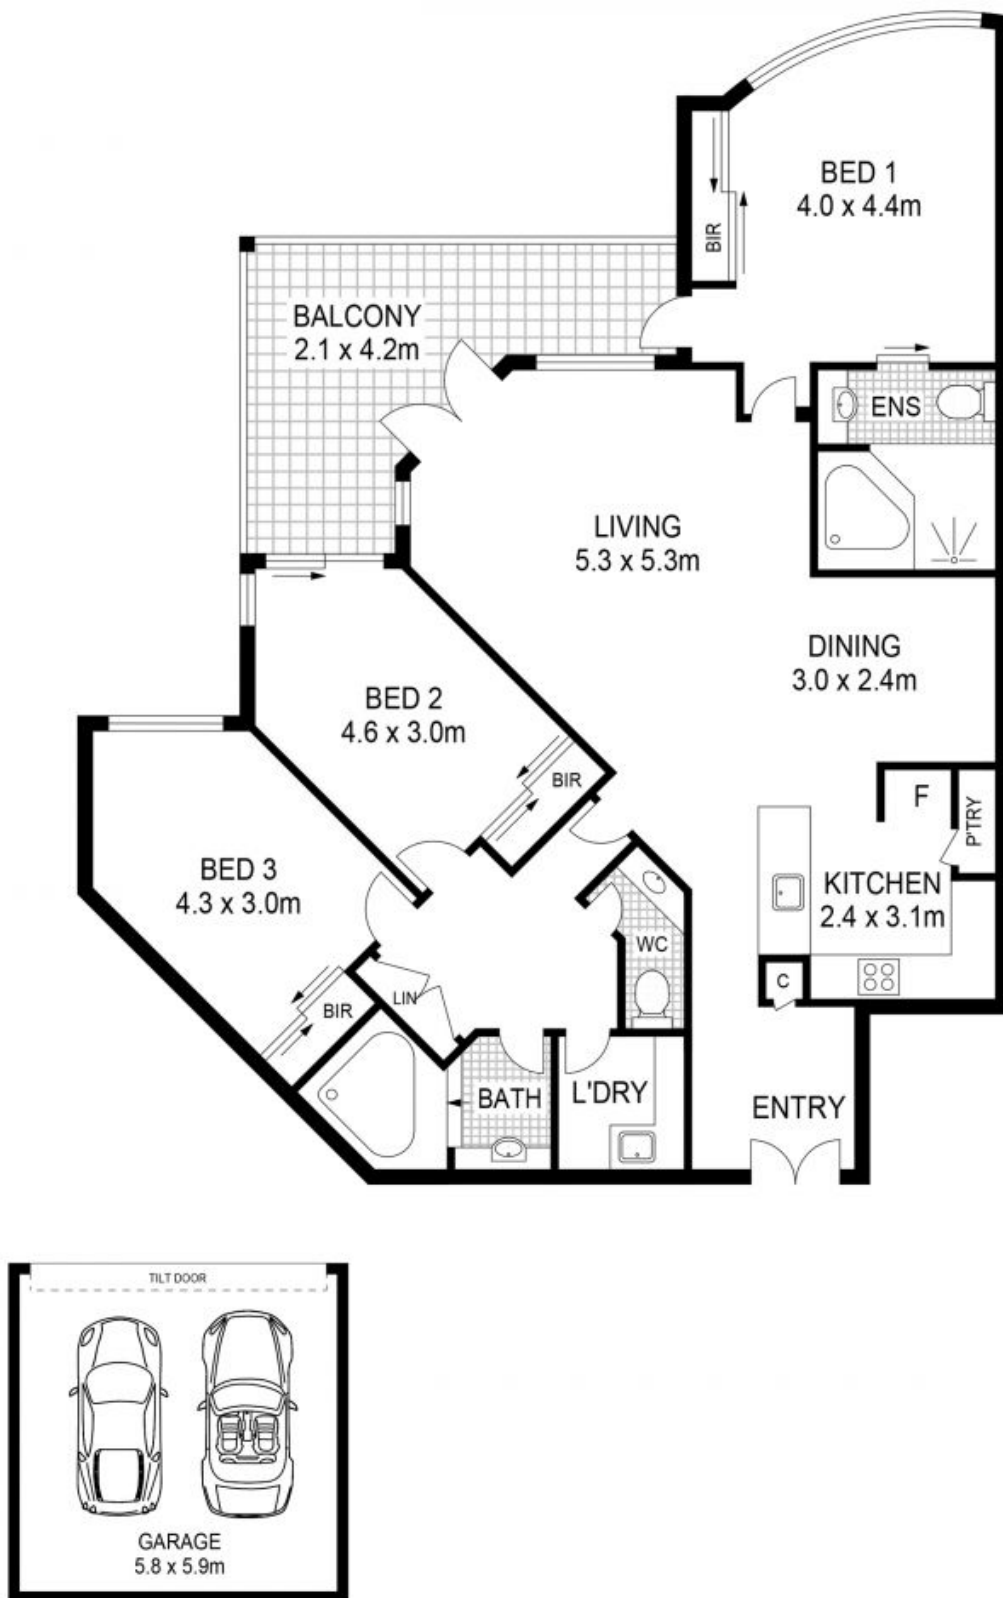 BED 1
4.0 x 4.4m
BIR
BALCONY
2.1 x 4.2m
ENS
LIVING
5.3 x 5.3m
DINING
3.0 x 2.4m
BED 2
4.6 x 3.0m
BIR
F
P'TRY
BED 3
4.3 x 3.0m
KITCHEN
2.4 x 3.1m
WC
C
LIN
BIR
BATH
L'DRY
ENTRY
TILT DOOR
GARAGE
5.8 x 5.9m